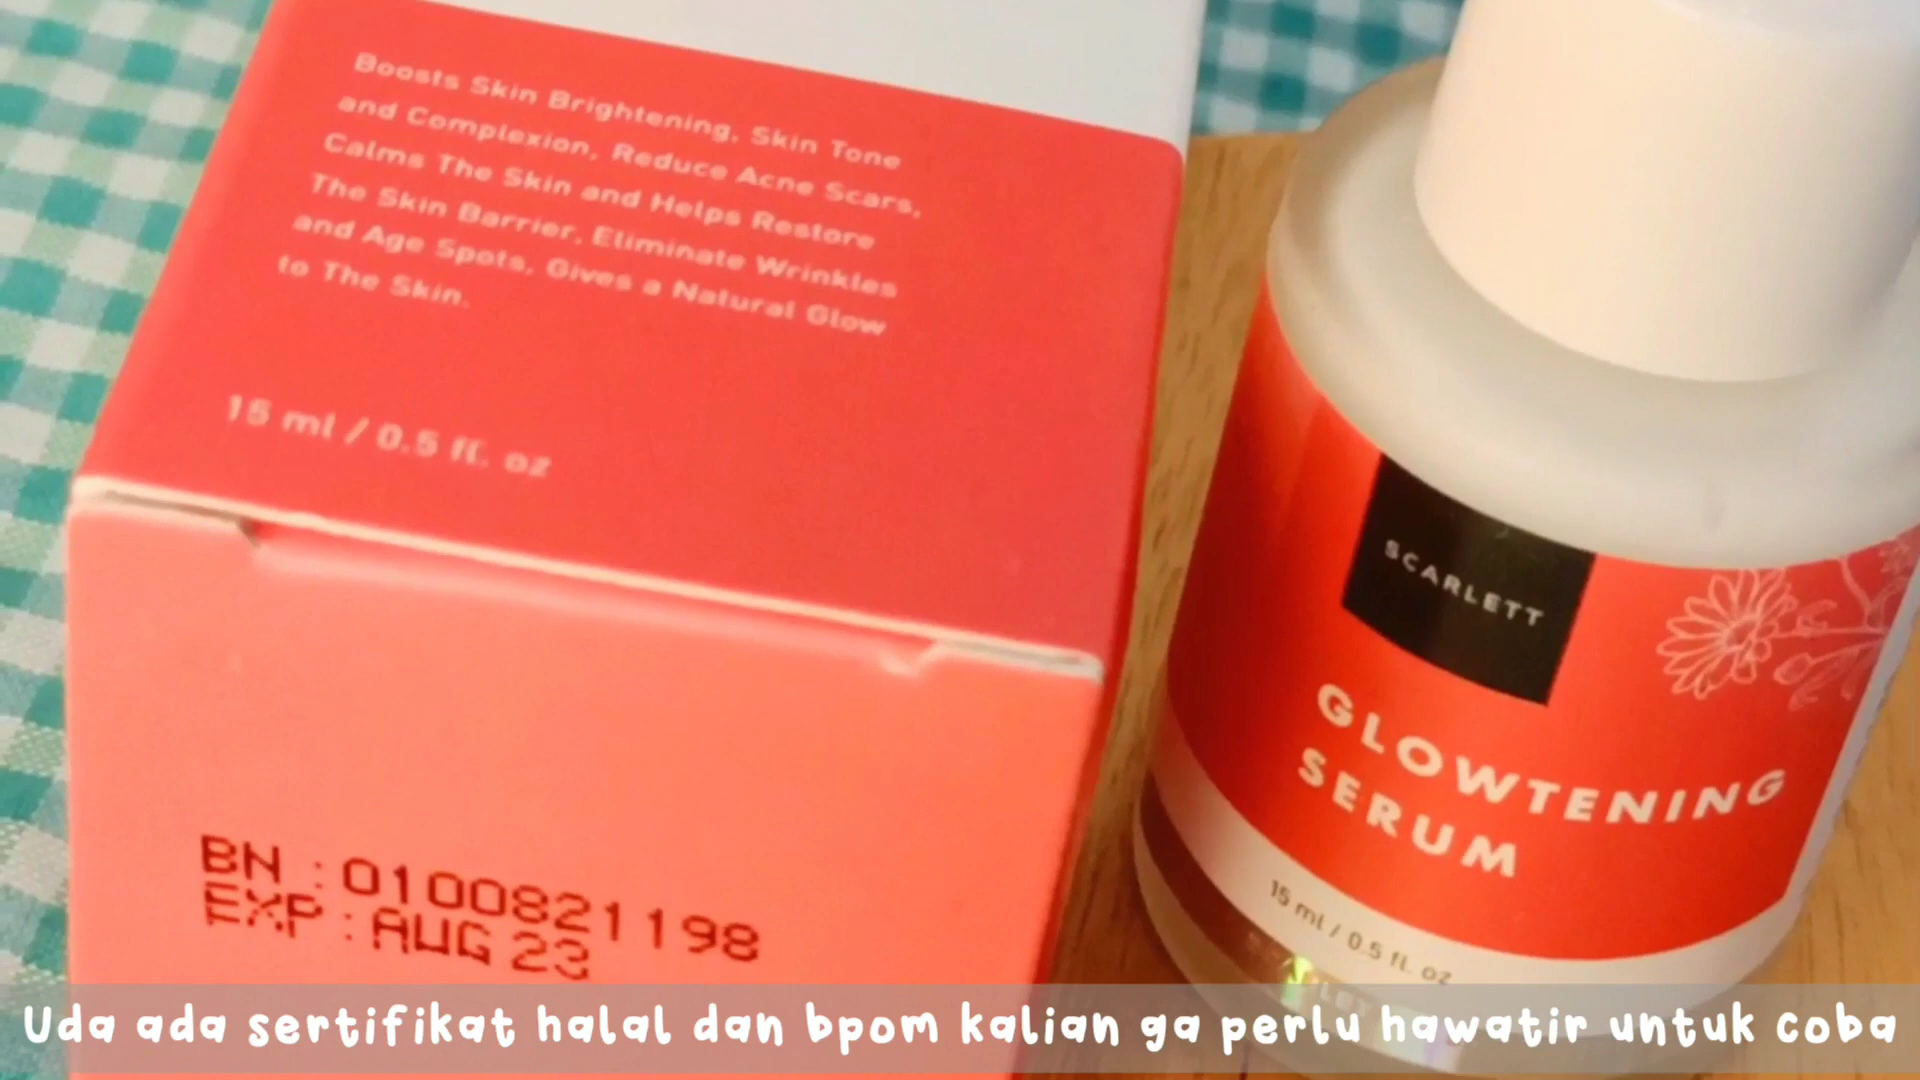 Boosts Skin Brightening, Skin Tone
and Complexion, Reduce Acne Scars,
Calms The Skin and Helps Restore
The Skin Barrier, Eliminate Wrinkles
and Age Spots, Gives a Natural Glow
to The Skin.
15 ml / 0.5 fl. oz
BN : 0100821198
EXP : AUG 23
SCARLETT
GLOWTENING
SERUM
15 ml / 0.5 fl. oz
Uda ada sertifikat halal dan bpom kalian ga perlu hawatir untuk coba